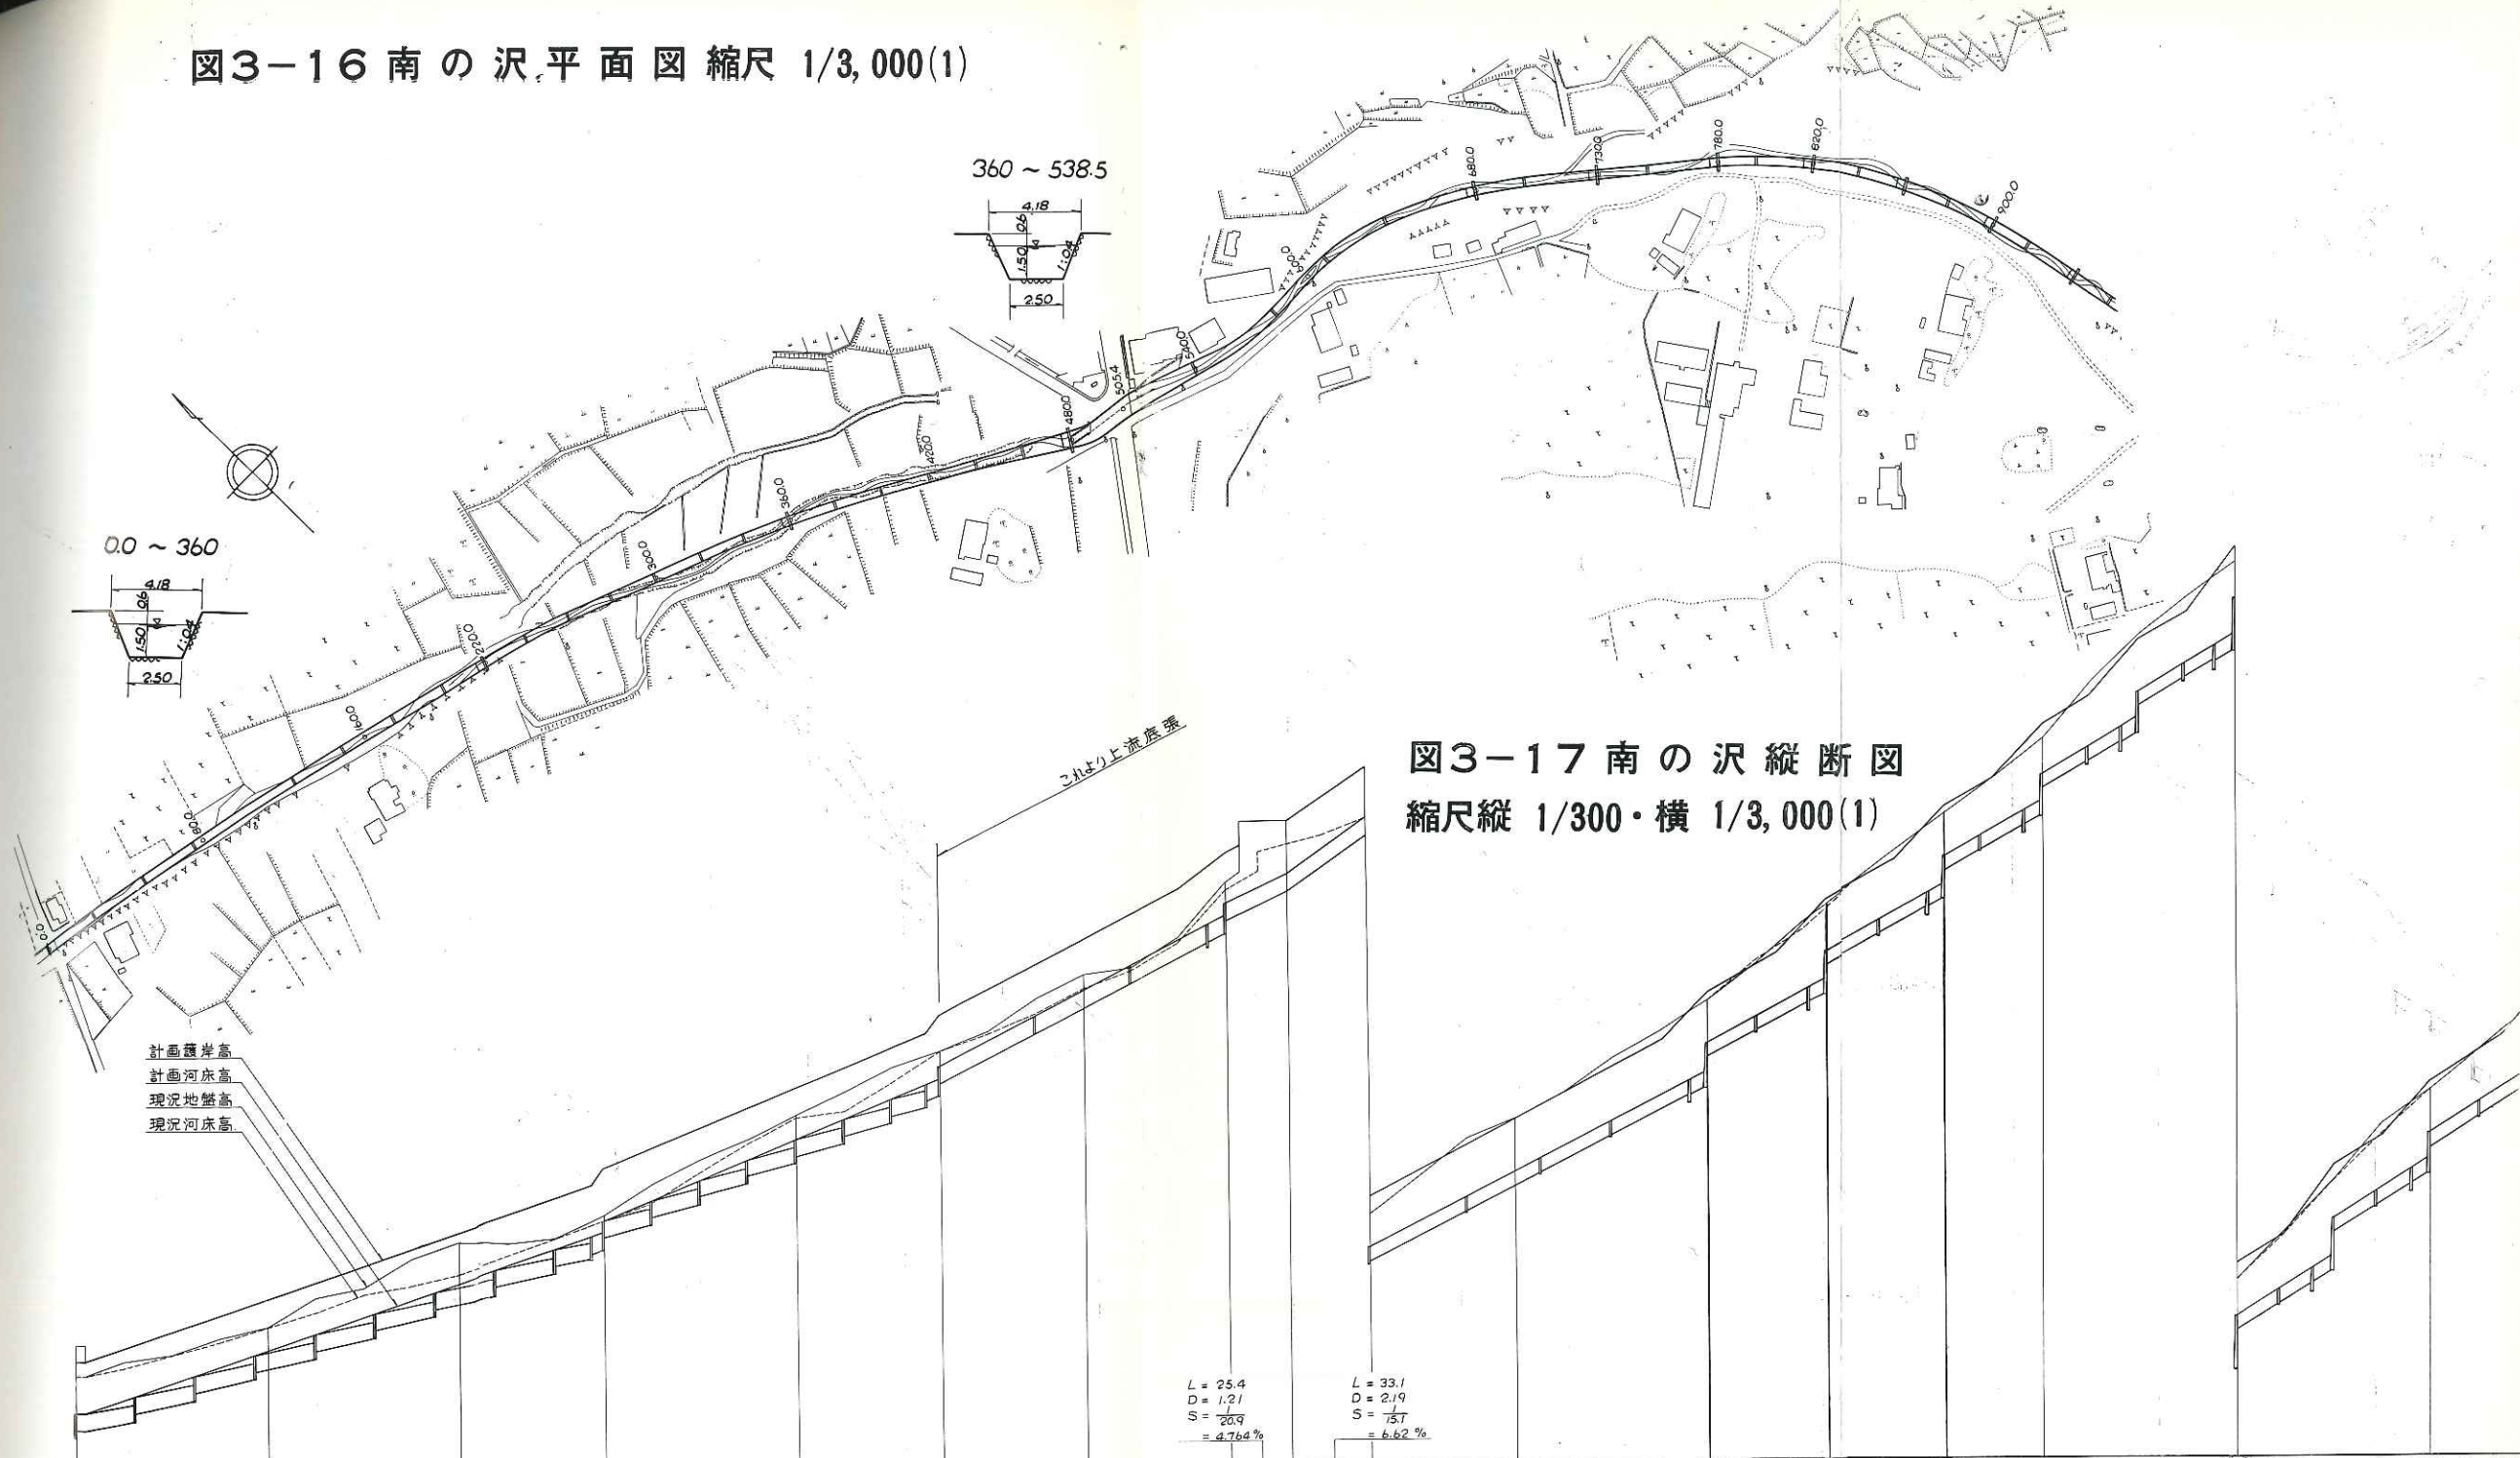 図3-16 南の沢平面図 縮尺 1/3,000(1)
360 ~ 538.5
4.18
0.6
1.50
1:0.4
2.50
0.0 ~ 360
4.18
0.6
1.50
1:0.4
2.50
0.0
80.0
160.0
220.0
300.0
360.0
420.0
480.0
505.4
540.0
600.0
680.0
730.0
780.0
820.0
900.0
これより上流底張
図3-17 南の沢縦断図
縮尺縦 1/300・横 1/3,000(1)
計画護岸高
計画河床高
現況地盤高
現況河床高
L = 25.4
D = 1.21
S = 1/20.9
= 4.764%
L = 33.1
D = 2.19
S = 1/15.1
= 6.62%